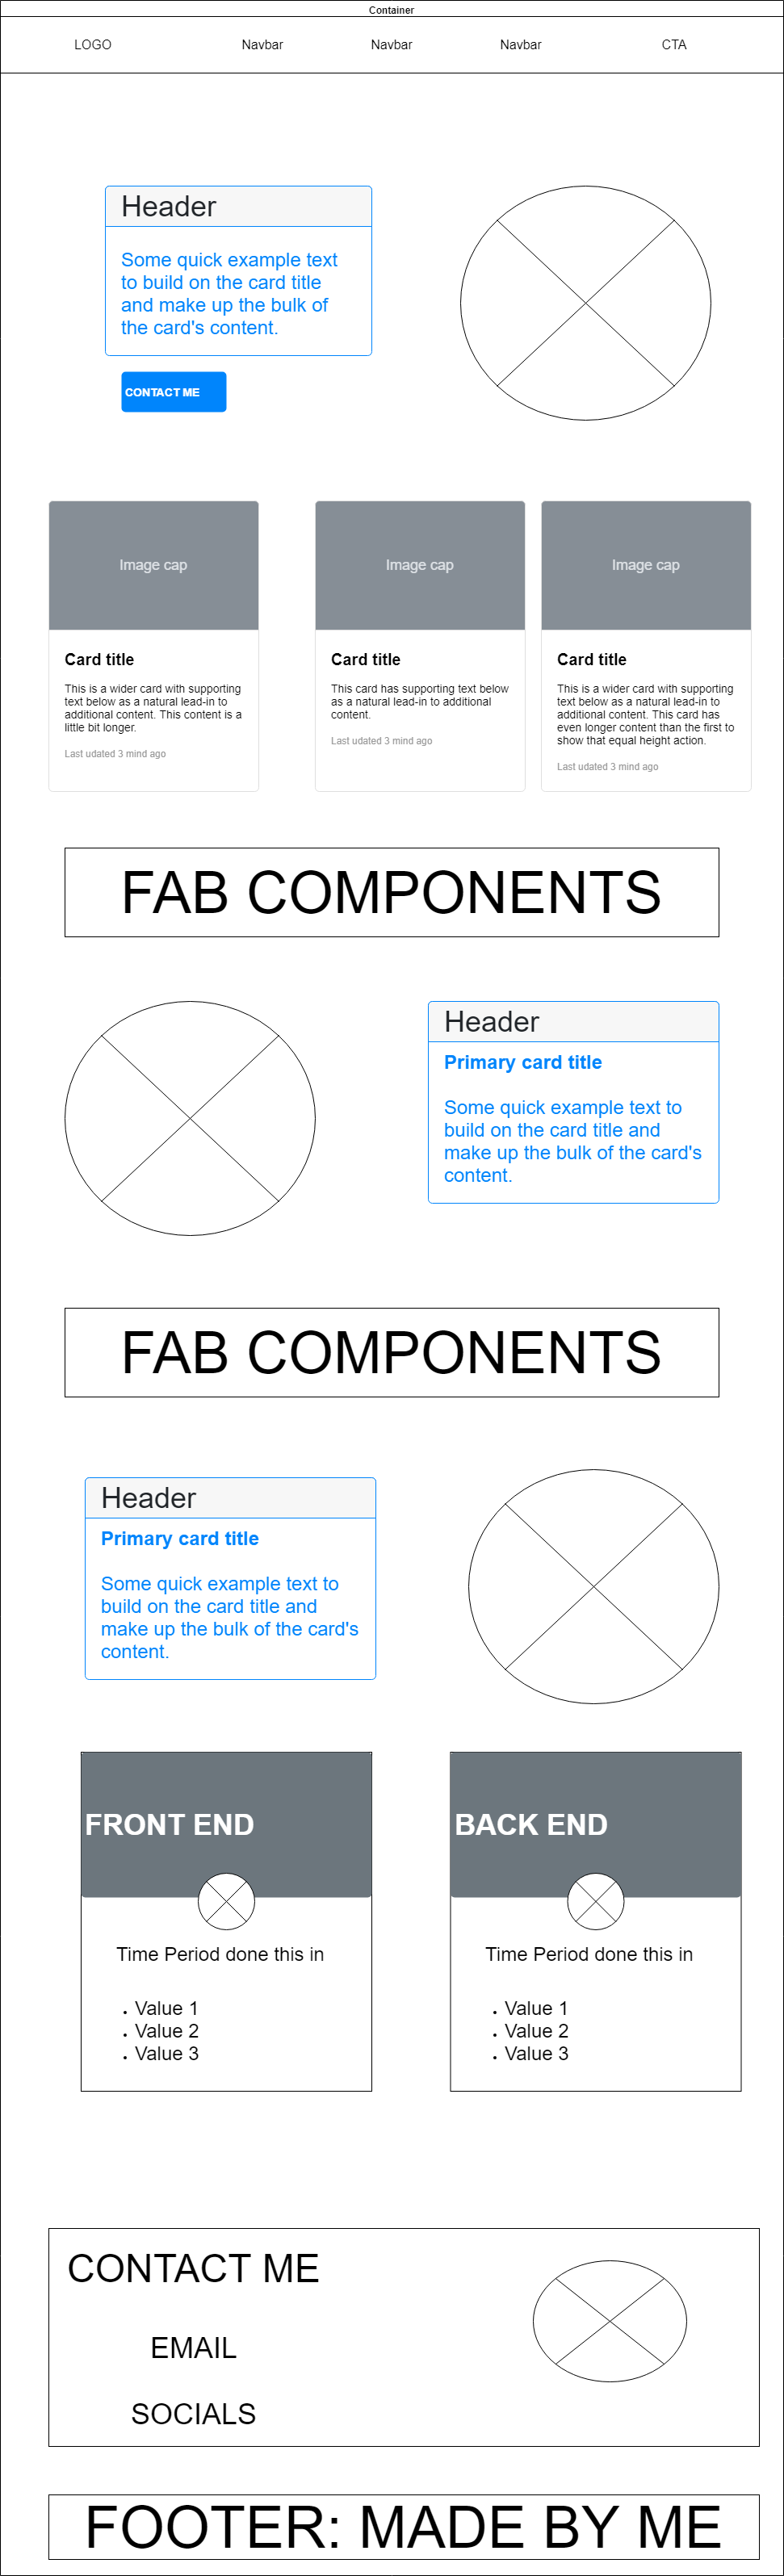 Container
LOGO Navbar Navbar Navbar CTA
Header
Some quick example text
to build on the card title
and make up the bulk of
the card's content.
CONTACT ME
Image cap
Card title
This is a wider card with supporting
text below as a natural lead-in to
additional content. This content is a
little bit longer.
Last udated 3 mind ago
Image cap
Card title
This card has supporting text below
as a natural lead-in to additional
content.
Last udated 3 mind ago
Image cap
Card title
This is a wider card with supporting
text below as a natural lead-in to
additional content. This card has
even longer content than the first to
show that equal height action.
Last udated 3 mind ago
FAB COMPONENTS
Header
Primary card title
Some quick example text to
build on the card title and
make up the bulk of the card's
content.
FAB COMPONENTS
Header
Primary card title
Some quick example text to
build on the card title and
make up the bulk of the card's
content.
FRONT END
Time Period done this in
• Value 1
• Value 2
• Value 3
BACK END
Time Period done this in
• Value 1
• Value 2
• Value 3
CONTACT ME
EMAIL
SOCIALS
FOOTER: MADE BY ME